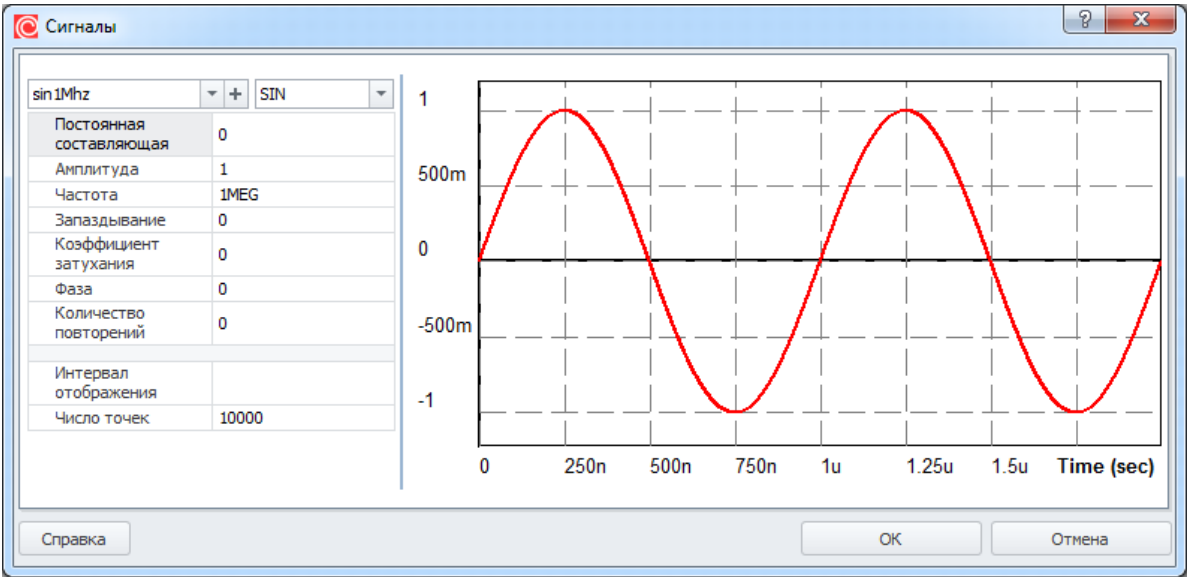 Сигналы
sin1Mhz SIN
Постоянная
составляющая 0
Амплитуда 1
Частота 1MEG
Запаздывание 0
Коэффициент
затухания 0
Фаза 0
Количество
повторений 0
Интервал
отображения
Число точек 10000
1
500m
0
-500m
-1
0 250n 500n 750n 1u 1.25u 1.5u Time (sec)
Справка OK Отмена